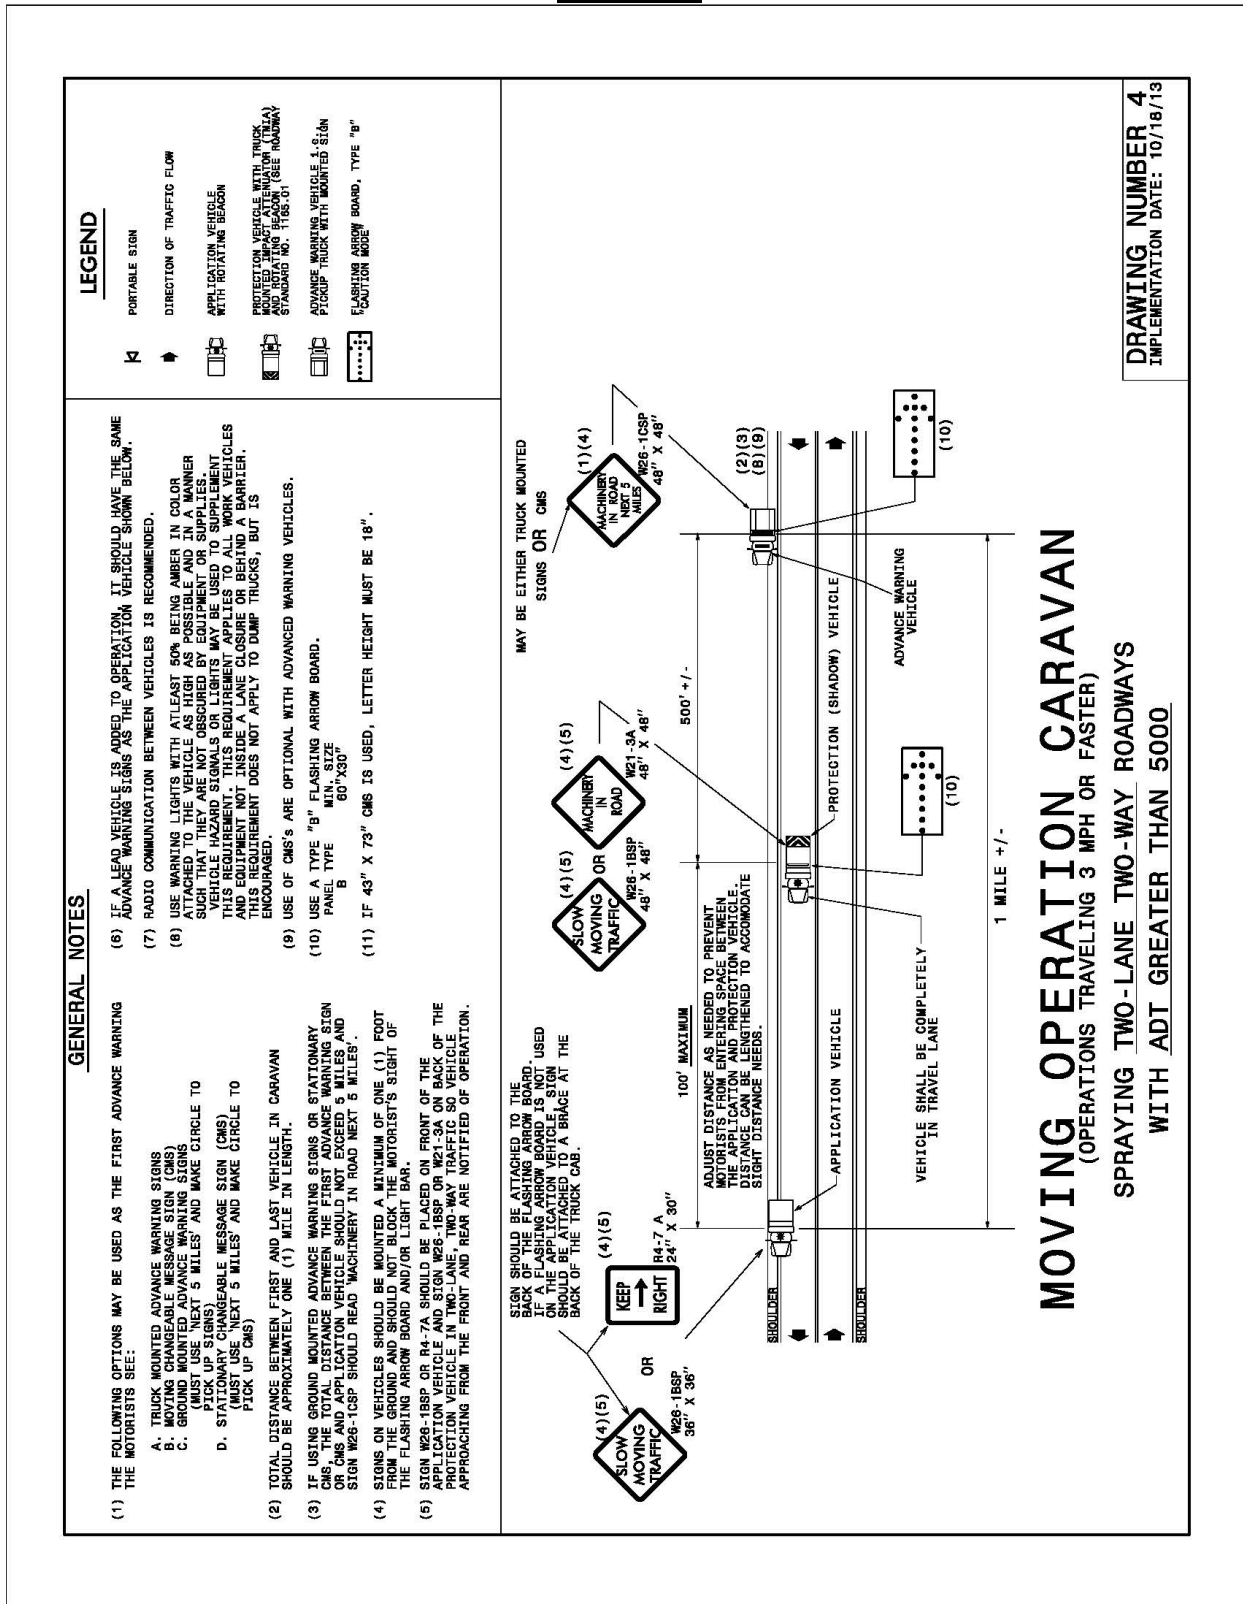 GENERAL NOTES
(1) THE FOLLOWING OPTIONS MAY BE USED AS THE FIRST ADVANCE WARNING
THE MOTORISTS SEE:
A. TRUCK MOUNTED ADVANCE WARNING SIGNS
B. MOVING CHANGEABLE MESSAGE SIGN (CMS)
C. GROUND MOUNTED ADVANCE WARNING SIGNS
(MUST USE 'NEXT 5 MILES' AND MAKE CIRCLE TO
PICK UP SIGNS)
D. STATIONARY CHANGEABLE MESSAGE SIGN (CMS)
(MUST USE 'NEXT 5 MILES' AND MAKE CIRCLE TO
PICK UP CMS)
(2) TOTAL DISTANCE BETWEEN FIRST AND LAST VEHICLE IN CARAVAN
SHOULD BE APPROXIMATELY ONE (1) MILE IN LENGTH.
(3) IF USING GROUND MOUNTED ADVANCE WARNING SIGNS OR STATIONARY
CMS, THE TOTAL DISTANCE BETWEEN THE FIRST ADVANCE WARNING SIGN
OR CMS AND APPLICATION VEHICLE SHOULD NOT EXCEED 5 MILES AND
SIGN W26-1CSP SHOULD READ 'MACHINERY IN ROAD NEXT 5 MILES'.
(4) SIGNS ON VEHICLES SHOULD BE MOUNTED A MINIMUM OF ONE (1) FOOT
FROM THE GROUND AND SHOULD NOT BLOCK THE MOTORIST'S SIGHT OF
THE FLASHING ARROW BOARD AND/OR LIGHT BAR.
(5) SIGN W26-1BSP OR R4-7A SHOULD BE PLACED ON FRONT OF THE
APPLICATION VEHICLE AND SIGN W26-1BSP OR W21-3A ON BACK OF THE
PROTECTION VEHICLE IN TWO-LANE, TWO-WAY TRAFFIC SO VEHICLE
APPROACHING FROM THE FRONT AND REAR ARE NOTIFIED OF OPERATION.
(6) IF A LEAD VEHICLE IS ADDED TO OPERATION, IT SHOULD HAVE THE SAME
ADVANCE WARNING SIGNS AS THE APPLICATION VEHICLE SHOWN BELOW.
(7) RADIO COMMUNICATION BETWEEN VEHICLES IS RECOMMENDED.
(8) USE WARNING LIGHTS WITH ATLEAST 50% BEING AMBER IN COLOR
ATTACHED TO THE VEHICLE AS HIGH AS POSSIBLE AND IN A MANNER
SUCH THAT THEY ARE NOT OBSCURED BY EQUIPMENT OR SUPPLIES.
VEHICLE HAZARD SIGNALS OR LIGHTS MAY BE USED TO SUPPLEMENT
THIS REQUIREMENT. THIS REQUIREMENT APPLIES TO ALL WORK VEHICLES
AND EQUIPMENT NOT INSIDE A LANE CLOSURE OR BEHIND A BARRIER.
THIS REQUIREMENT DOES NOT APPLY TO DUMP TRUCKS, BUT IS
ENCOURAGED.
(9) USE OF CMS's ARE OPTIONAL WITH ADVANCED WARNING VEHICLES.
(10) USE A TYPE "B" FLASHING ARROW BOARD.
PANEL TYPE MIN. SIZE
B 60"X30"
(11) IF 43" X 73" CMS IS USED, LETTER HEIGHT MUST BE 18".
LEGEND
PORTABLE SIGN
DIRECTION OF TRAFFIC FLOW
APPLICATION VEHICLE
WITH ROTATING BEACON
PROTECTION VEHICLE WITH TRUCK
MOUNTED IMPACT ATTENUATOR (TMIA)
AND ROTATING BEACON (SEE ROADWAY
STANDARD NO. 1165.01
ADVANCE WARNING VEHICLE
PICKUP TRUCK WITH MOUNTED SIGN
FLASHING ARROW BOARD, TYPE "B"
"CAUTION MODE"
SIGN SHOULD BE ATTACHED TO THE
BACK OF THE FLASHING ARROW BOARD.
IF A FLASHING ARROW BOARD IS NOT USED
ON THE APPLICATION VEHICLE, SIGN
SHOULD BE ATTACHED TO A BRACE AT THE
BACK OF THE TRUCK CAB.
(4)(5)
SLOW
MOVING
TRAFFIC
W26-1BSP
36" X 36"
OR
(4)(5)
KEEP
RIGHT
R4-7 A
24" X 30"
(4)(5)
SLOW
MOVING
TRAFFIC
OR
W26-1BSP
48" X 48"
(4)(5)
MACHINERY
IN
ROAD
W21-3A
48" X 48"
MAY BE EITHER TRUCK MOUNTED
SIGNS OR CMS
(1)(4)
MACHINERY
IN ROAD
NEXT 5
MILES
W26-1CSP
48" X 48"
100' MAXIMUM
500' +/-
ADJUST DISTANCE AS NEEDED TO PREVENT
MOTORISTS FROM ENTERING SPACE BETWEEN
THE APPLICATION AND PROTECTION VEHICLE.
DISTANCE CAN BE LENGTHENED TO ACCOMODATE
SIGHT DISTANCE NEEDS.
(2)(3)
(8)(9)
SHOULDER
SHOULDER
APPLICATION VEHICLE
PROTECTION (SHADOW) VEHICLE
VEHICLE SHALL BE COMPLETELY
IN TRAVEL LANE
ADVANCE WARNING
VEHICLE
(10)
(10)
1 MILE +/-
MOVING OPERATION CARAVAN
(OPERATIONS TRAVELING 3 MPH OR FASTER)
SPRAYING TWO-LANE TWO-WAY ROADWAYS
WITH ADT GREATER THAN 5000
DRAWING NUMBER 4
IMPLEMENTATION DATE: 10/18/13